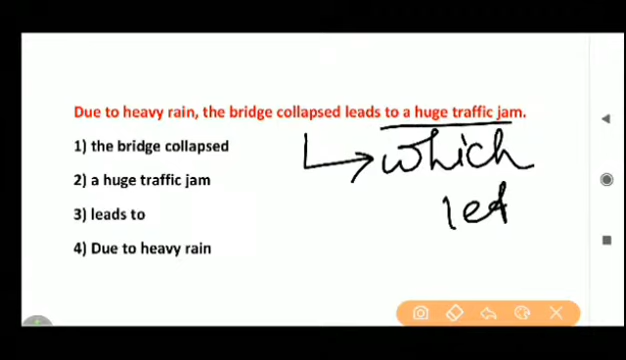 Due to heavy rain, the bridge collapsed leads to a huge traffic jam.
1) the bridge collapsed
which
2) a huge traffic jam
led
3) leads to
4) Due to heavy rain